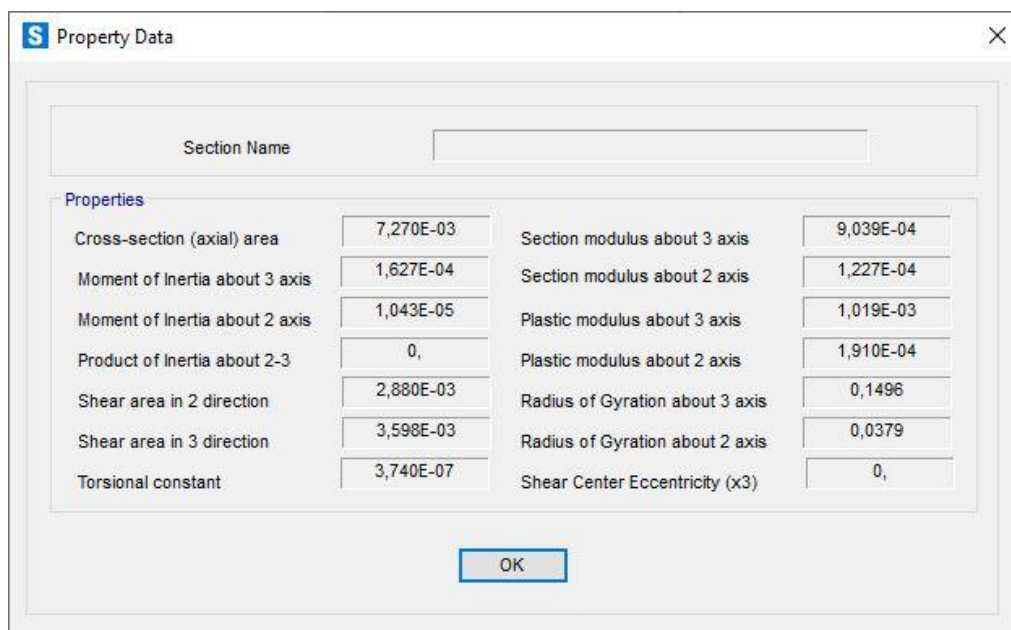 S Property Data
Section Name
Properties
Cross-section (axial) area 7,270E-03 Section modulus about 3 axis 9,039E-04
Moment of Inertia about 3 axis 1,627E-04 Section modulus about 2 axis 1,227E-04
Moment of Inertia about 2 axis 1,043E-05 Plastic modulus about 3 axis 1,019E-03
Product of Inertia about 2-3 0, Plastic modulus about 2 axis 1,910E-04
Shear area in 2 direction 2,880E-03 Radius of Gyration about 3 axis 0,1496
Shear area in 3 direction 3,598E-03 Radius of Gyration about 2 axis 0,0379
Torsional constant 3,740E-07 Shear Center Eccentricity (x3) 0,
OK